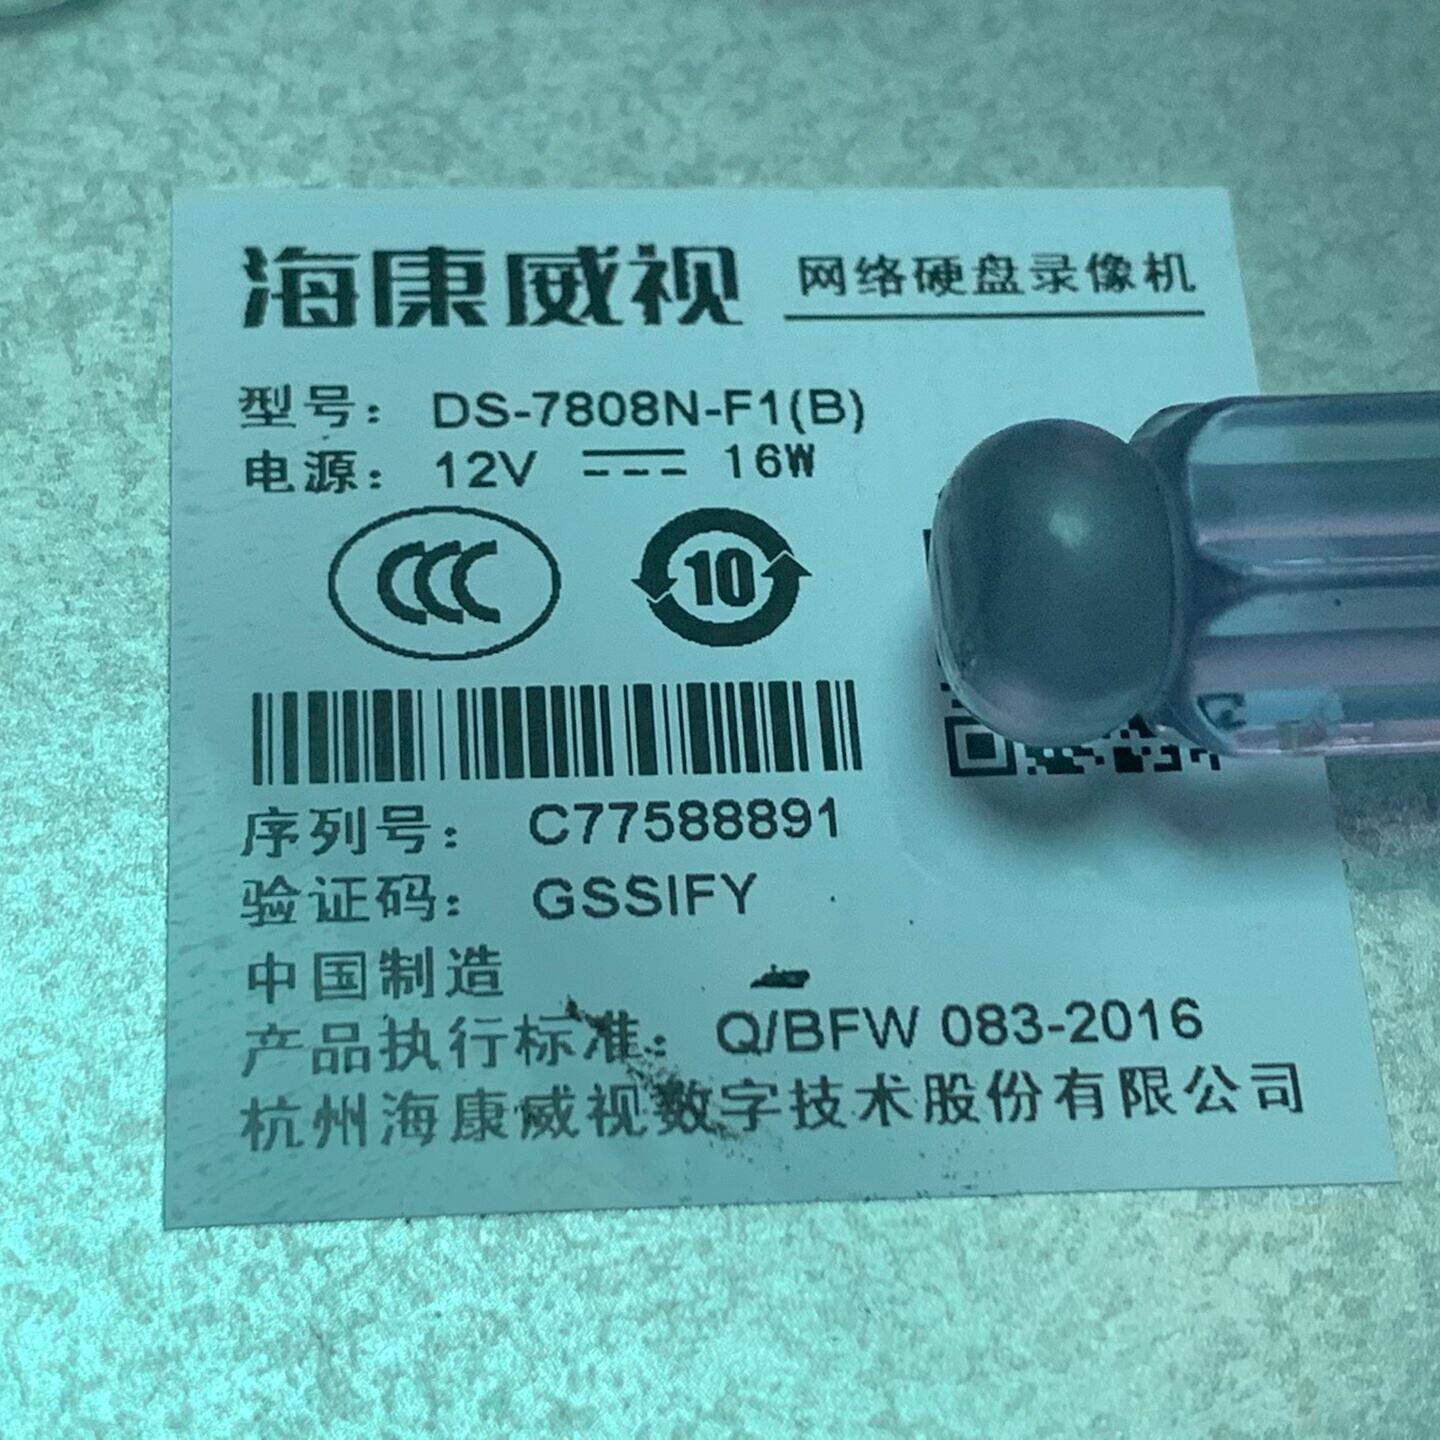 海康威视 网络硬盘录像机
型号： DS-7808N-F1(B)
电源： 12V 16W
CCC
10
序列号： C77588891
验证码： GSSIFY
中国制造
产品执行标准： Q/BFW 083-2016
杭州海康威视数字技术股份有限公司